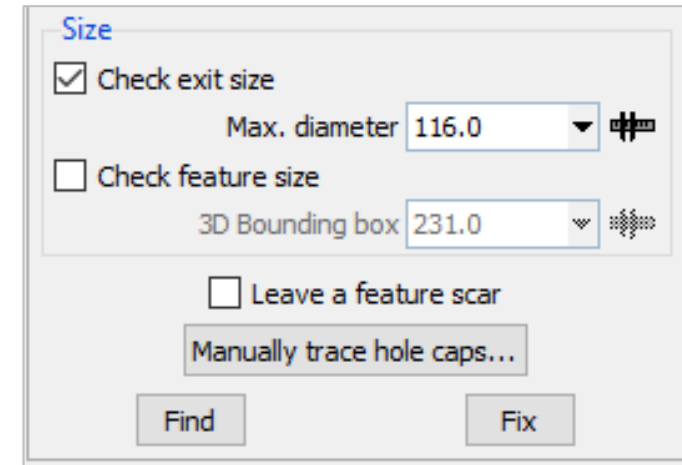 Size
Check exit size
Max. diameter 116.0
Check feature size
3D Bounding box 231.0
Leave a feature scar
Manually trace hole caps...
Find Fix